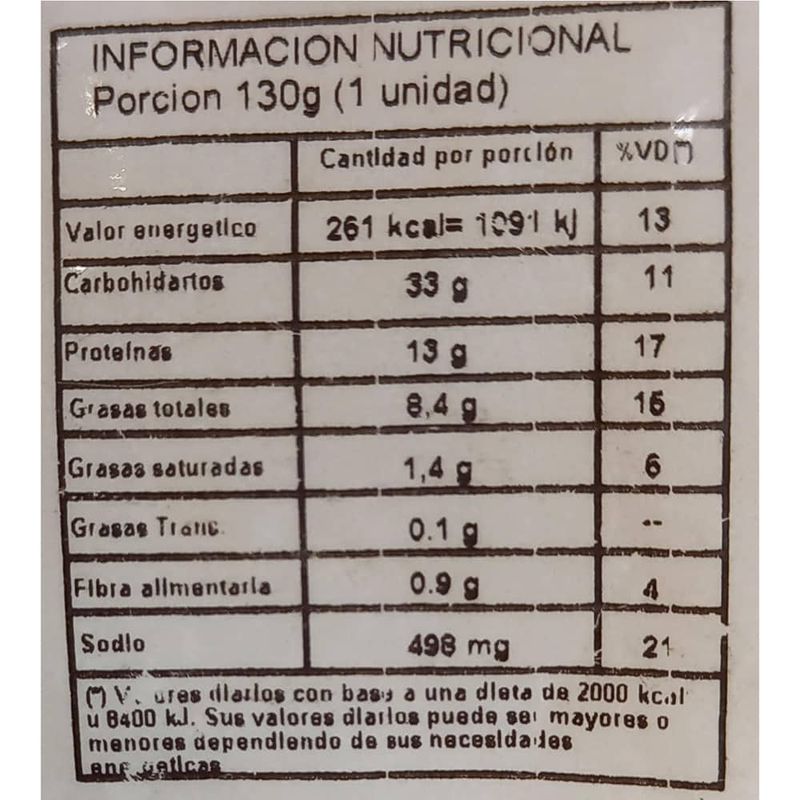 INFORMACION NUTRICIONAL
Porcion 130g (1 unidad)
Cantidad por porción %VD(*)
Valor energetico 261 kcal= 1091 kJ 13
Carbohidartos 33 g 11
Proteínas 13 g 17
Grasas totales 8,4 g 15
Grasas saturadas 1,4 g 6
Grasas Trans. 0.1 g --
Fibra alimentaria 0.9 g 4
Sodio 498 mg 21
(*) diarios con base a una dieta de 2000 kcal
u 8400 kJ. Sus valores diarios puede ser mayores o
menores dependiendo de sus necesidades